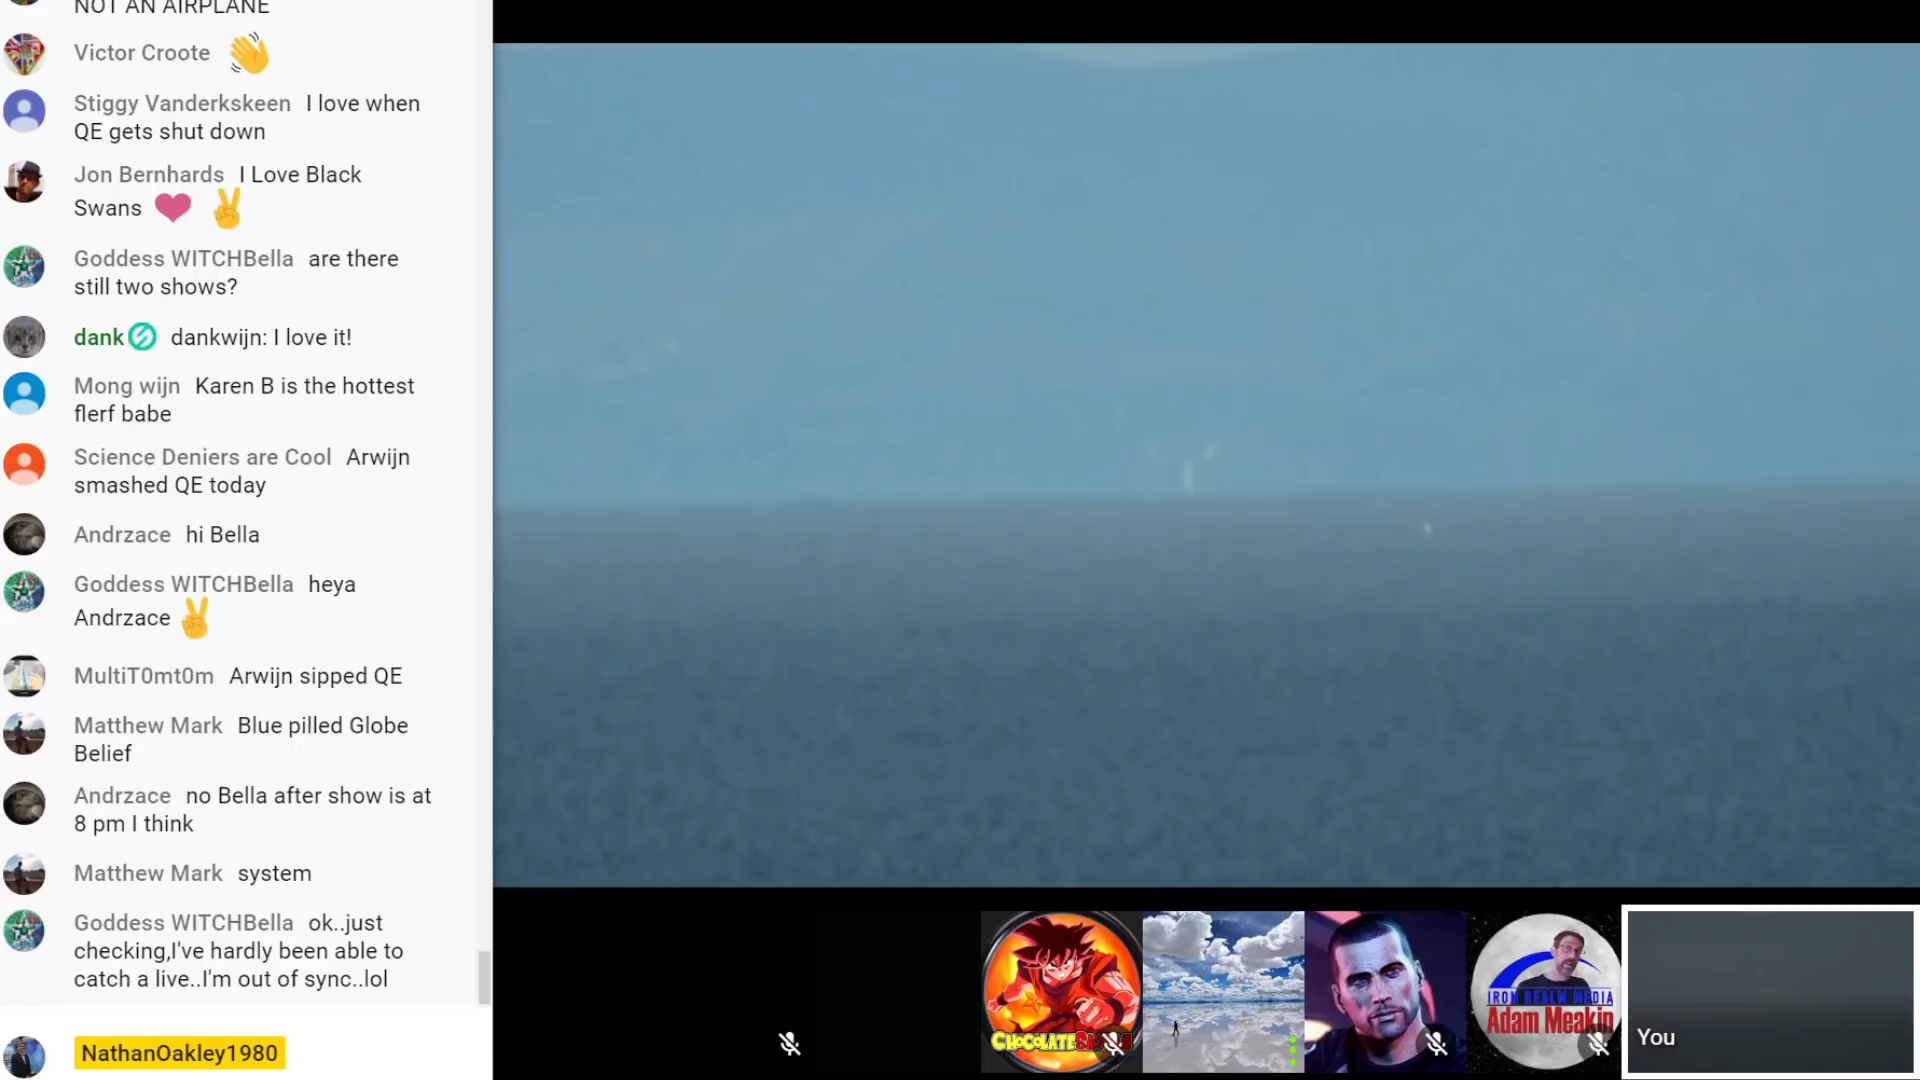 NOT AN AIRPLANE
Victor Croote
Stiggy Vanderkskeen I love when
QE gets shut down
Jon Bernhards I Love Black
Swans
Goddess WITCHBella are there
still two shows?
dank dankwijn: I love it!
Mong wijn Karen B is the hottest
flerf babe
Science Deniers are Cool Arwijn
smashed QE today
Andrzace hi Bella
Goddess WITCHBella heya
Andrzace
MultiT0mt0m Arwijn sipped QE
Matthew Mark Blue pilled Globe
Belief
Andrzace no Bella after show is at
8 pm I think
Matthew Mark system
Goddess WITCHBella ok..just
checking,I've hardly been able to
catch a live..I'm out of sync..lol
NathanOakley1980
IRON REALM MEDIA
Adam Meakin
You